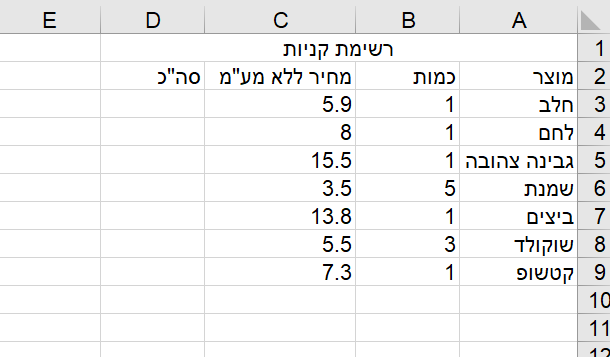 A B C D E
1 רשימת קניות
2 מוצר כמות מחיר ללא מע"מ סה"כ
3 חלב 1 5.9
4 לחם 1 8
5 גבינה צהובה 1 15.5
6 שמנת 5 3.5
7 ביצים 1 13.8
8 שוקולד 3 5.5
9 קטשופ 1 7.3
10
11
12